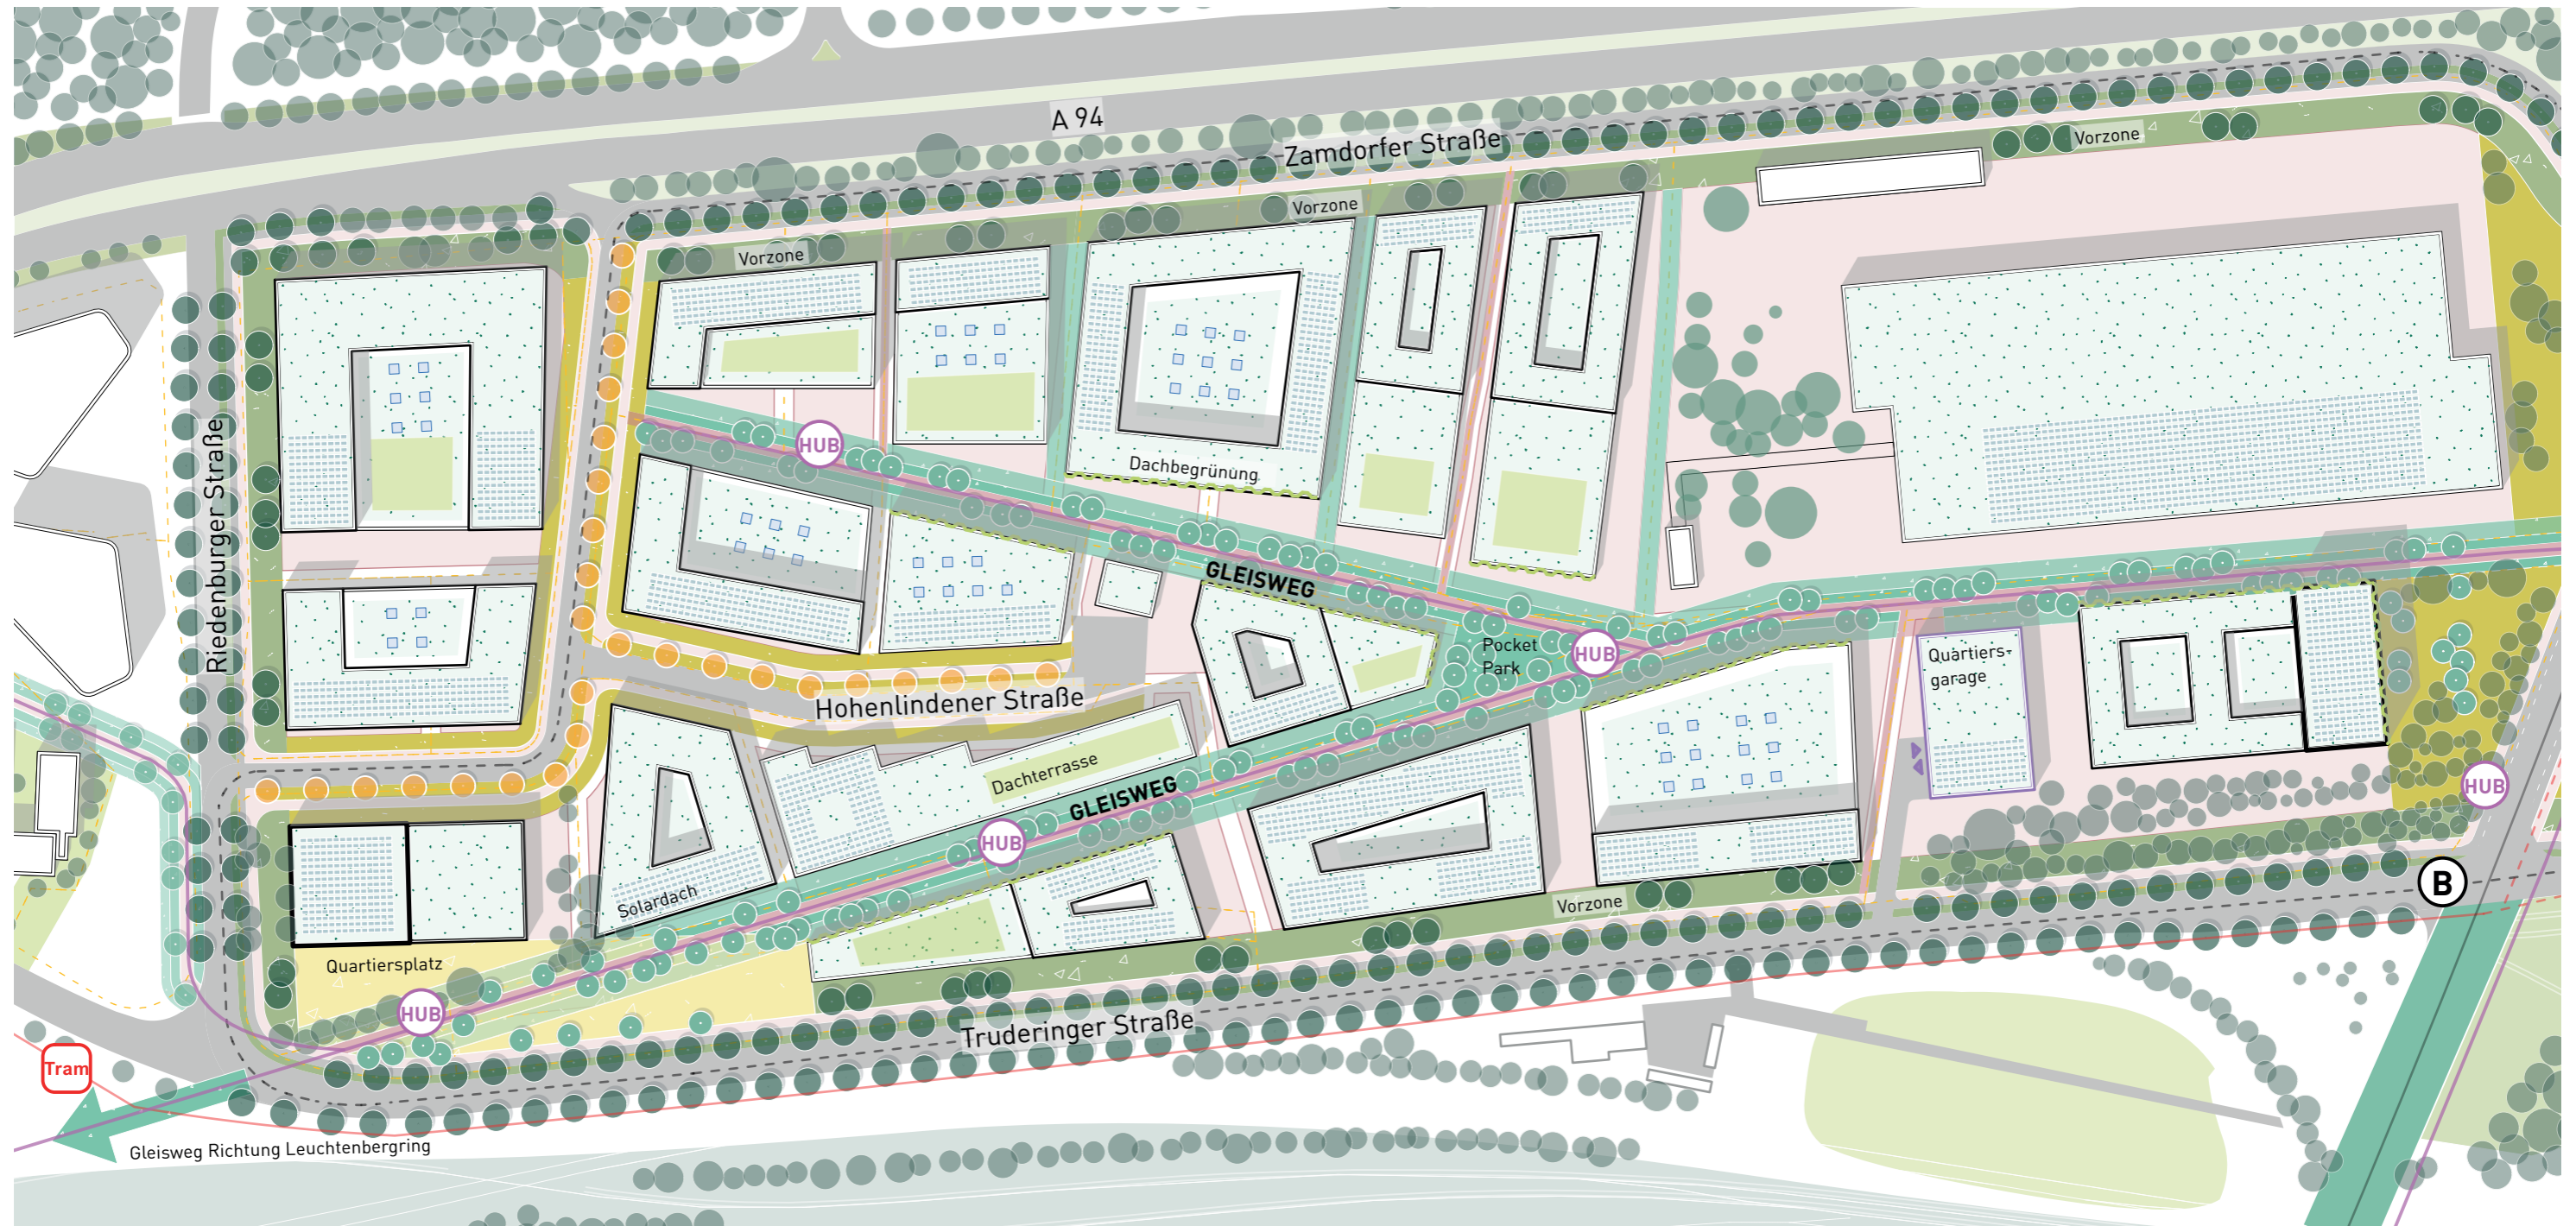 A 94
Zamdorfer Straße
Vorzone
Vorzone
Vorzone
Riedenburger Straße
HUB
Dachbegrünung
GLEISWEG
Pocket
Park
HUB
Quartiers-
garage
Hohenlindener Straße
Dachterrasse
GLEISWEG
HUB
HUB
Solardach
Vorzone
B
Quartiersplatz
HUB
Truderinger Straße
Tram
Gleisweg Richtung Leuchtenbergring